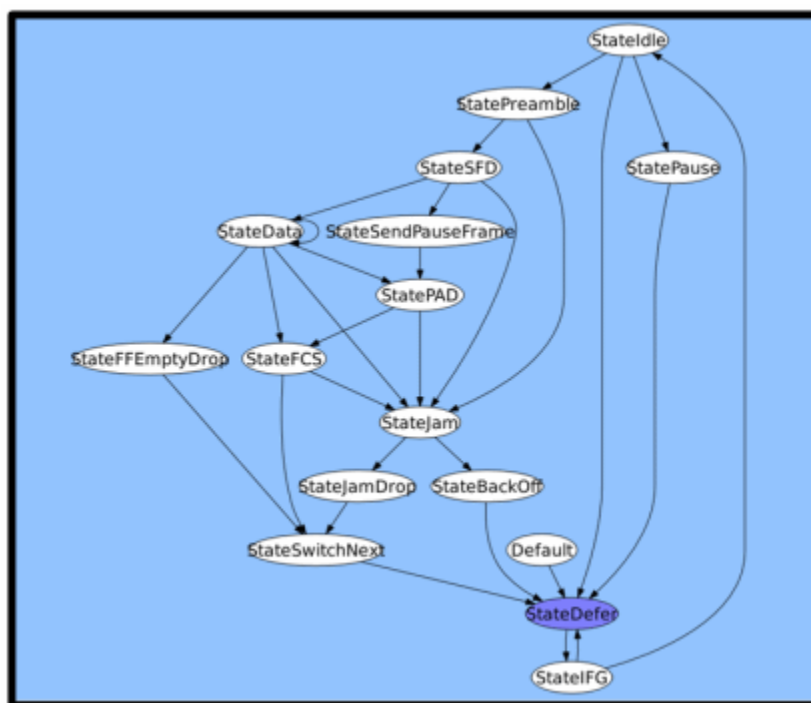 StateIdle
StatePreamble
StateSFD
StatePause
StateData
StateSendPauseFrame
StatePAD
StateFFEmptyDrop
StateFCS
StateJam
StateJamDrop
StateBackOff
StateSwitchNext
Default
StateDefer
StateIFG